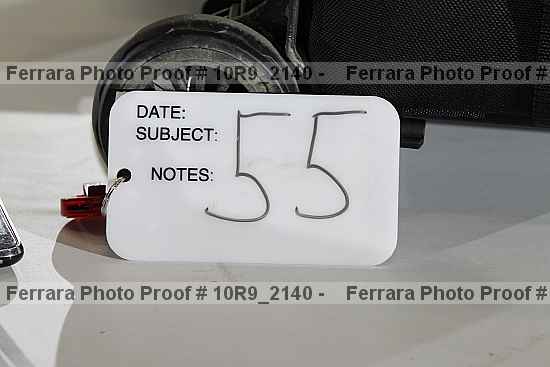 Ferrara Photo Proof # 10R9_2140 - Ferrara Photo Proof #
DATE:
SUBJECT:
NOTES:
55
Ferrara Photo Proof # 10R9_2140 - Ferrara Photo Proof #